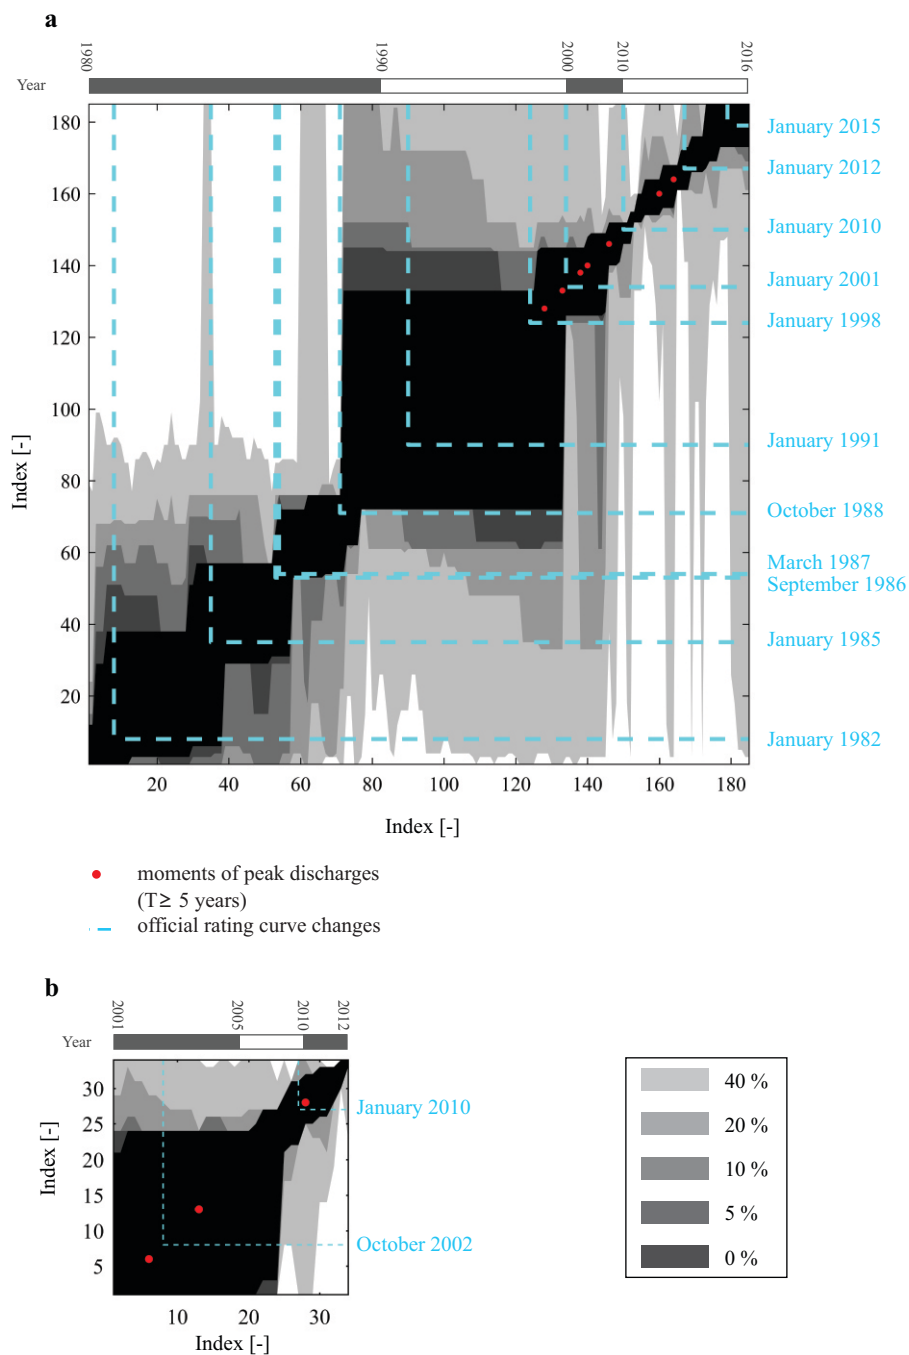 a
1980
1990
2000
2010
2016
Year
180
160
140
120
100
80
60
40
20
Index [-]
20 40 60 80 100 120 140 160 180
Index [-]
January 2015
January 2012
January 2010
January 2001
January 1998
January 1991
October 1988
March 1987
September 1986
January 1985
January 1982
moments of peak discharges
(T≥ 5 years)
official rating curve changes
b
2001
2005
2010
2012
Year
30
25
20
15
10
5
Index [-]
10 20 30
Index [-]
January 2010
October 2002
40 %
20 %
10 %
5 %
0 %